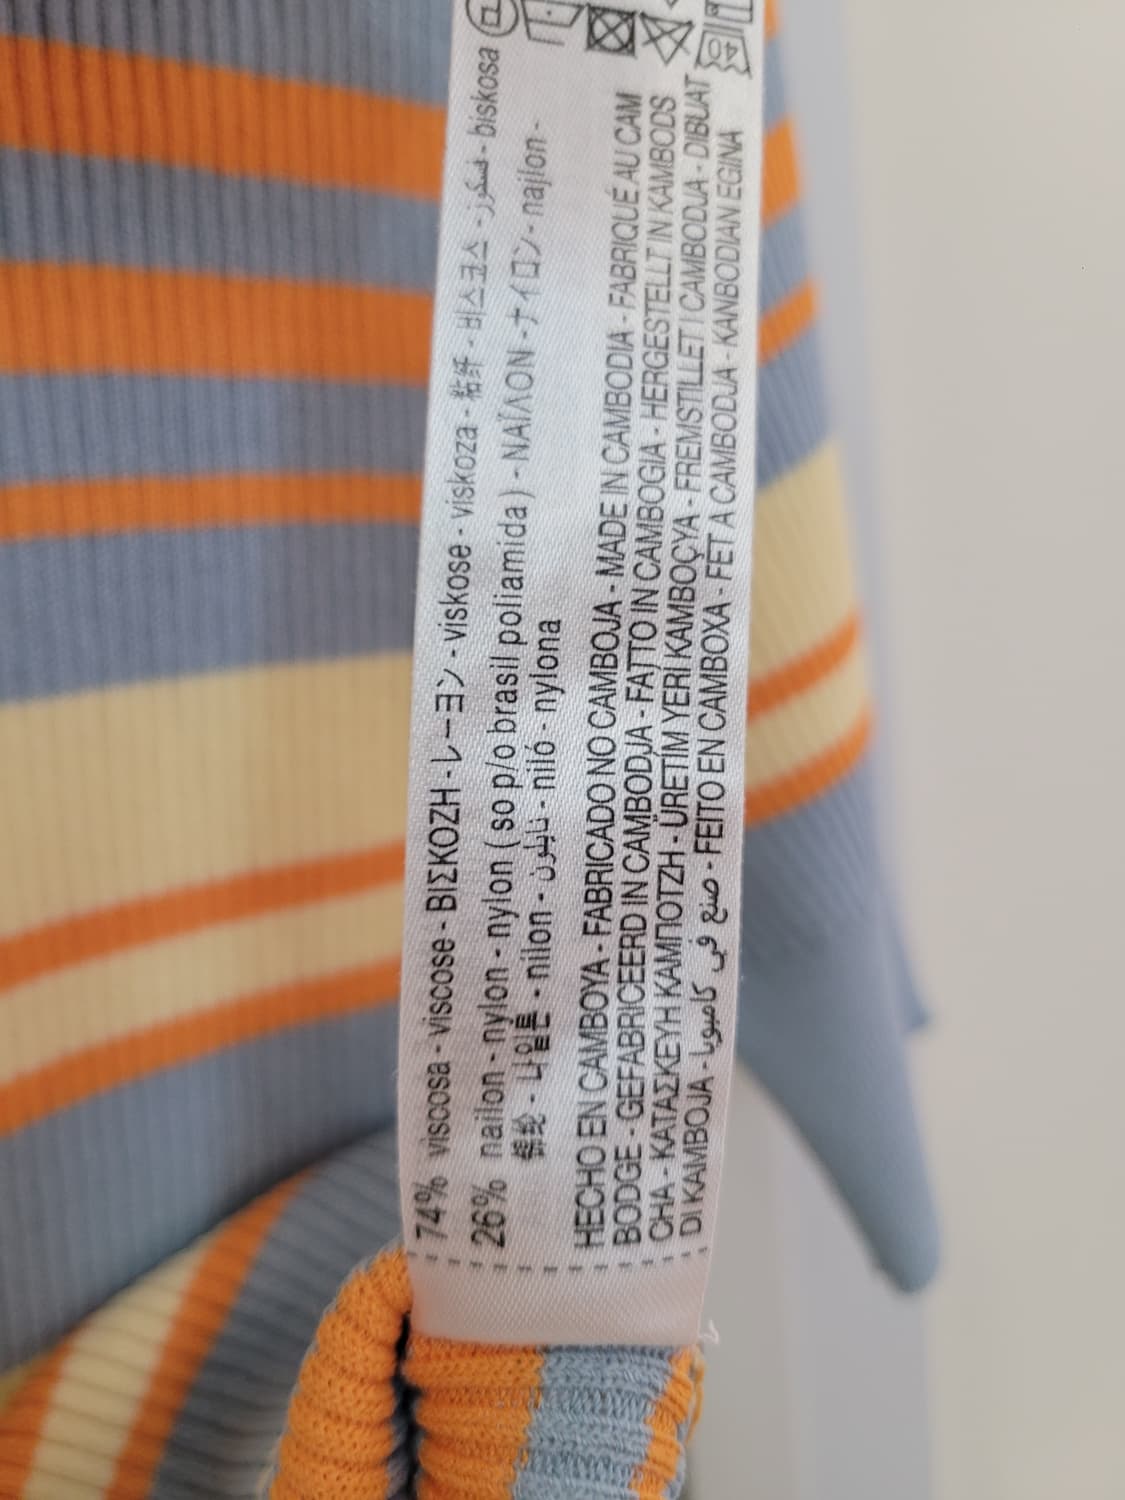 74% viscosa - viscose - ΒΙΣΚΟΖΗ - レーヨン - viskose - viskoza - 粘纤 - 비스코스 - فسكوز - biskosa
26% nailon - nylon - nylon ( so p/o brasil poliamida ) - ΝΑΪΛΟΝ - ナイロン - najlon -
锦纶 - 나일론 - nilon - نايلون - niló - nylona
HECHO EN CAMBOYA - FABRICADO NO CAMBOJA - MADE IN CAMBODIA - FABRIQUÉ AU CAM
BODGE - GEFABRICEERD IN CAMBODJA - FATTO IN CAMBOGIA - HERGESTELLT IN KAMBODS
CHA - ΚΑΤΑΣΚΕΥΗ ΚΑΜΠΟΤΖΗ - ÜRETİM YERİ KAMBOÇYA - FREMSTILLET I CAMBODJA - DIBUAT
DI KAMBOJA - صنع في كامبوديا - FEITO EN CAMBOXA - FET A CAMBODJA - KANBODIAN EGINA